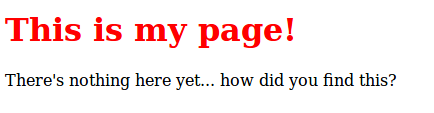 This is my page!
There's nothing here yet... how did you find this?